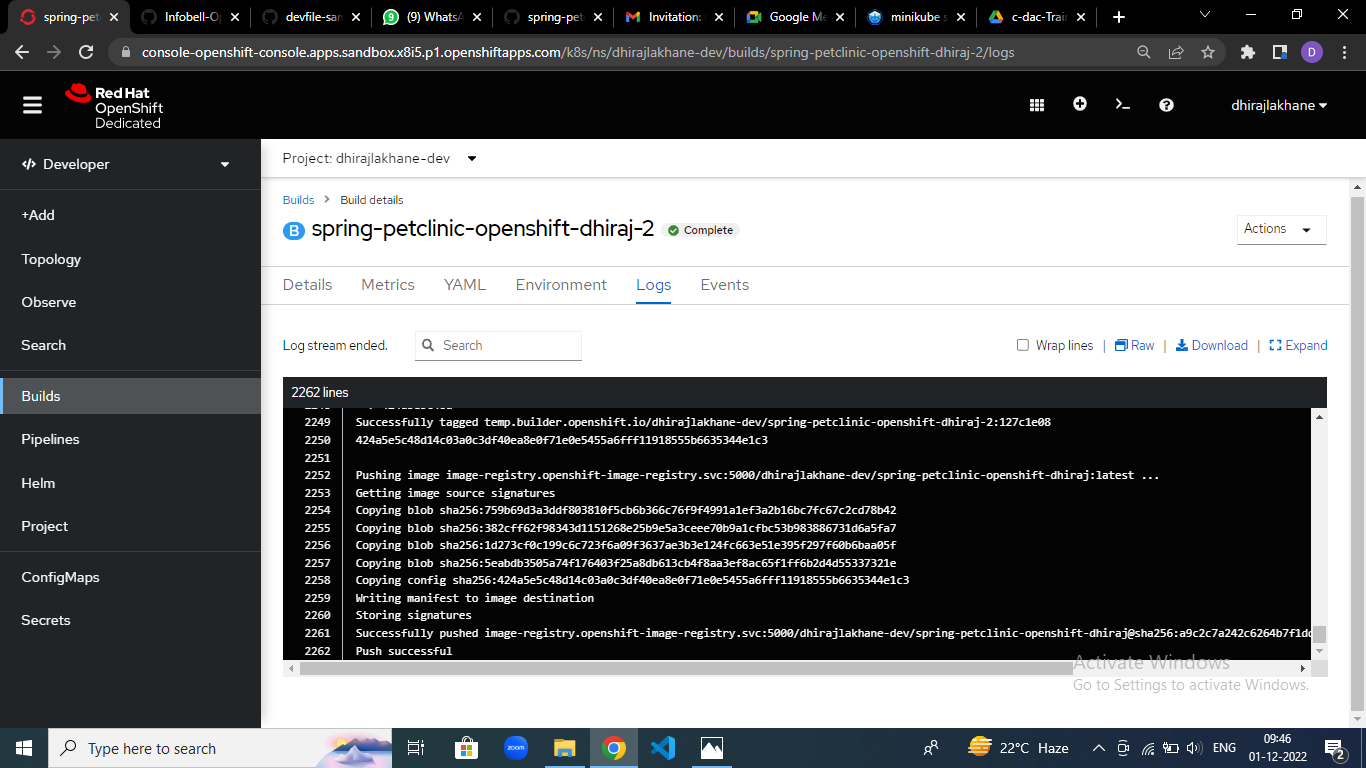 spring-pet
Infobell-Op
devfile-sam
(9) WhatsA
spring-pet
Invitation:
Google Me
minikube s
c-dac-Train
console-openshift-console.apps.sandbox.x8i5.p1.openshiftapps.com/k8s/ns/dhirajlakhane-dev/builds/spring-petclinic-openshift-dhiraj-2/logs
D
Red Hat
OpenShift
Dedicated
dhirajlakhane
Developer
+Add
Topology
Observe
Search
Builds
Pipelines
Helm
Project
ConfigMaps
Secrets
Project: dhirajlakhane-dev
Builds > Build details
B spring-petclinic-openshift-dhiraj-2 Complete
Actions
Details Metrics YAML Environment Logs Events
Log stream ended. Search Wrap lines | Raw | Download | Expand
2262 lines
2249 Successfully tagged temp.builder.openshift.io/dhirajlakhane-dev/spring-petclinic-openshift-dhiraj-2:127c1e08
2250 424a5e5c48d14c03a0c3df40ea8e0f71e0e5455a6fff11918555b6635344e1c3
2251
2252 Pushing image image-registry.openshift-image-registry.svc:5000/dhirajlakhane-dev/spring-petclinic-openshift-dhiraj:latest ...
2253 Getting image source signatures
2254 Copying blob sha256:759b69d3a3ddf803810f5cb6b366c76f9f4991a1ef3a2b16bc7fc67c2cd78b42
2255 Copying blob sha256:382cff62f98343d1151268e25b9e5a3ceee70b9a1cfbc53b983886731d6a5fa7
2256 Copying blob sha256:1d273cf0c199c6c723f6a09f3637ae3b3e124fc663e51e395f297f60b6baa05f
2257 Copying blob sha256:5eabdb3505a74f176403f25a8db613cb4f8aa3ef8ac65f1ff6b2d4d55337321e
2258 Copying config sha256:424a5e5c48d14c03a0c3df40ea8e0f71e0e5455a6fff11918555b6635344e1c3
2259 Writing manifest to image destination
2260 Storing signatures
2261 Successfully pushed image-registry.openshift-image-registry.svc:5000/dhirajlakhane-dev/spring-petclinic-openshift-dhiraj@sha256:a9c2c7a242c6264b7f1dd
2262 Push successful
Activate Windows
Go to Settings to activate Windows.
Type here to search
zoom
22°C Haze
ENG
09:46
01-12-2022
2